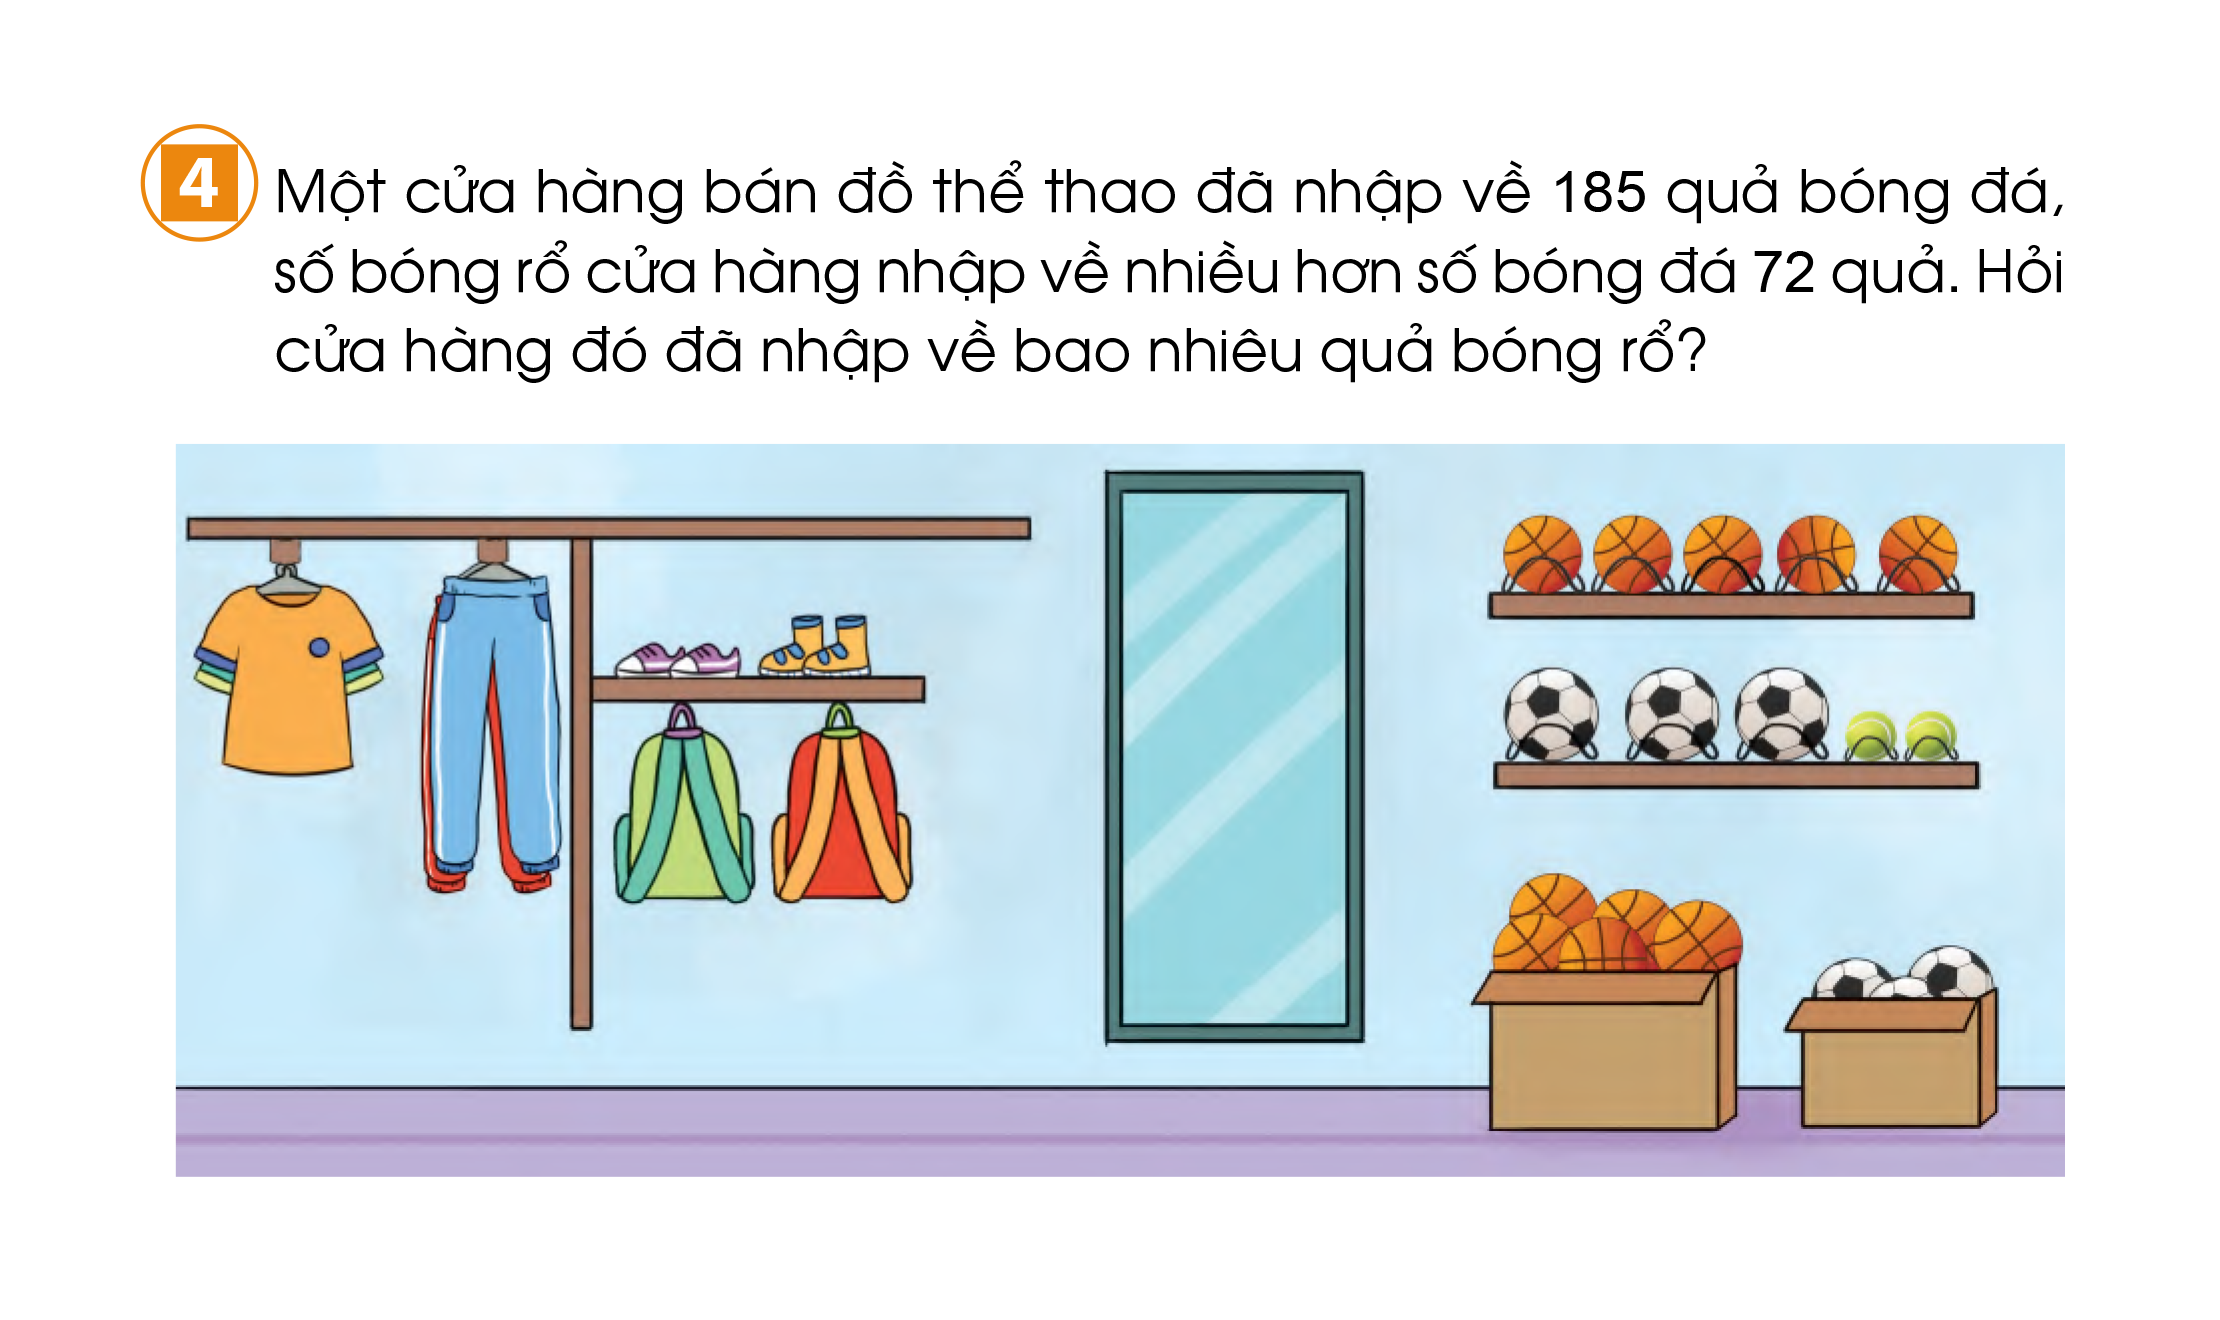 4 Một cửa hàng bán đồ thể thao đã nhập về 185 quả bóng đá,
số bóng rổ cửa hàng nhập về nhiều hơn số bóng đá 72 quả. Hỏi
cửa hàng đó đã nhập về bao nhiêu quả bóng rổ?